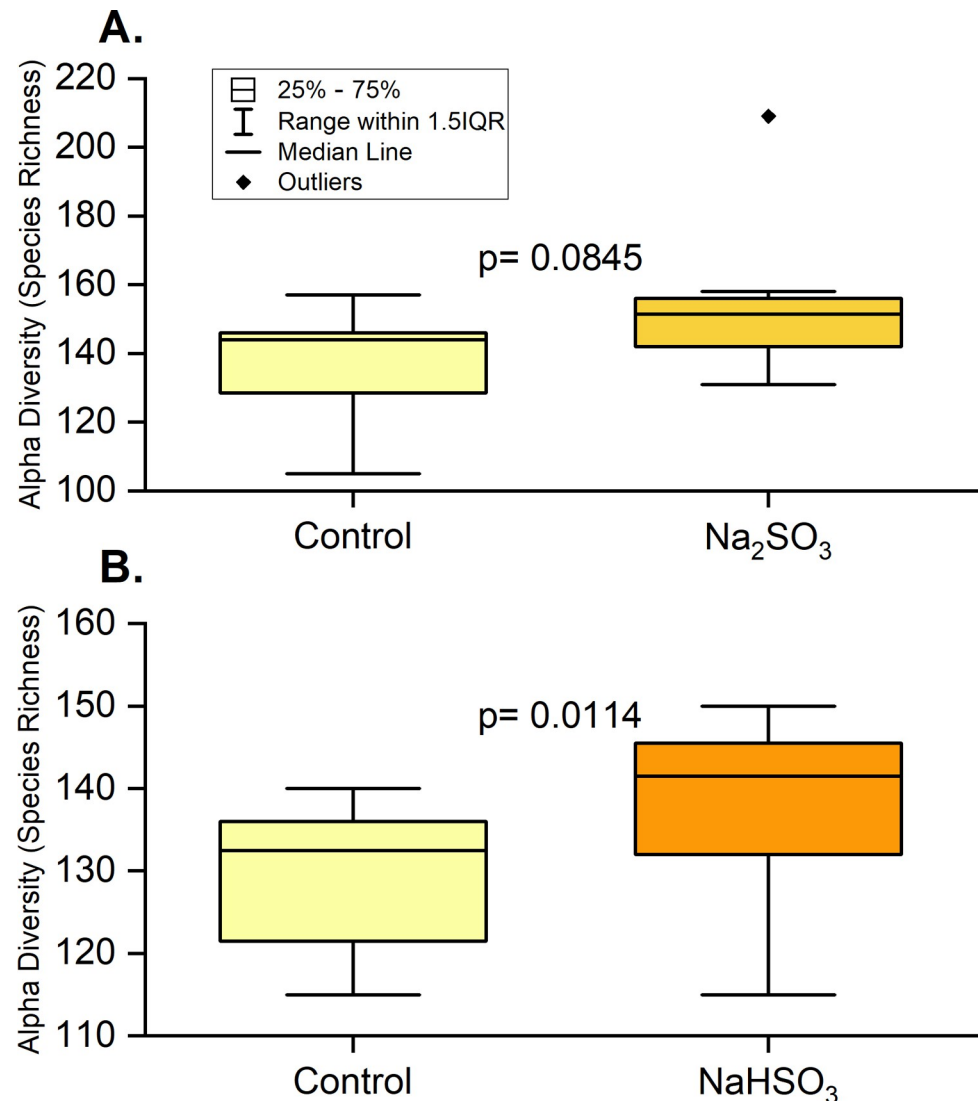 A.
Alpha Diversity (Species Richness)
220
200
180
160
140
120
100
25% - 75%
Range within 1.5IQR
Median Line
Outliers
p= 0.0845
Control
Na₂SO₃
B.
Alpha Diversity (Species Richness)
160
150
140
130
120
110
p= 0.0114
Control
NaHSO₃